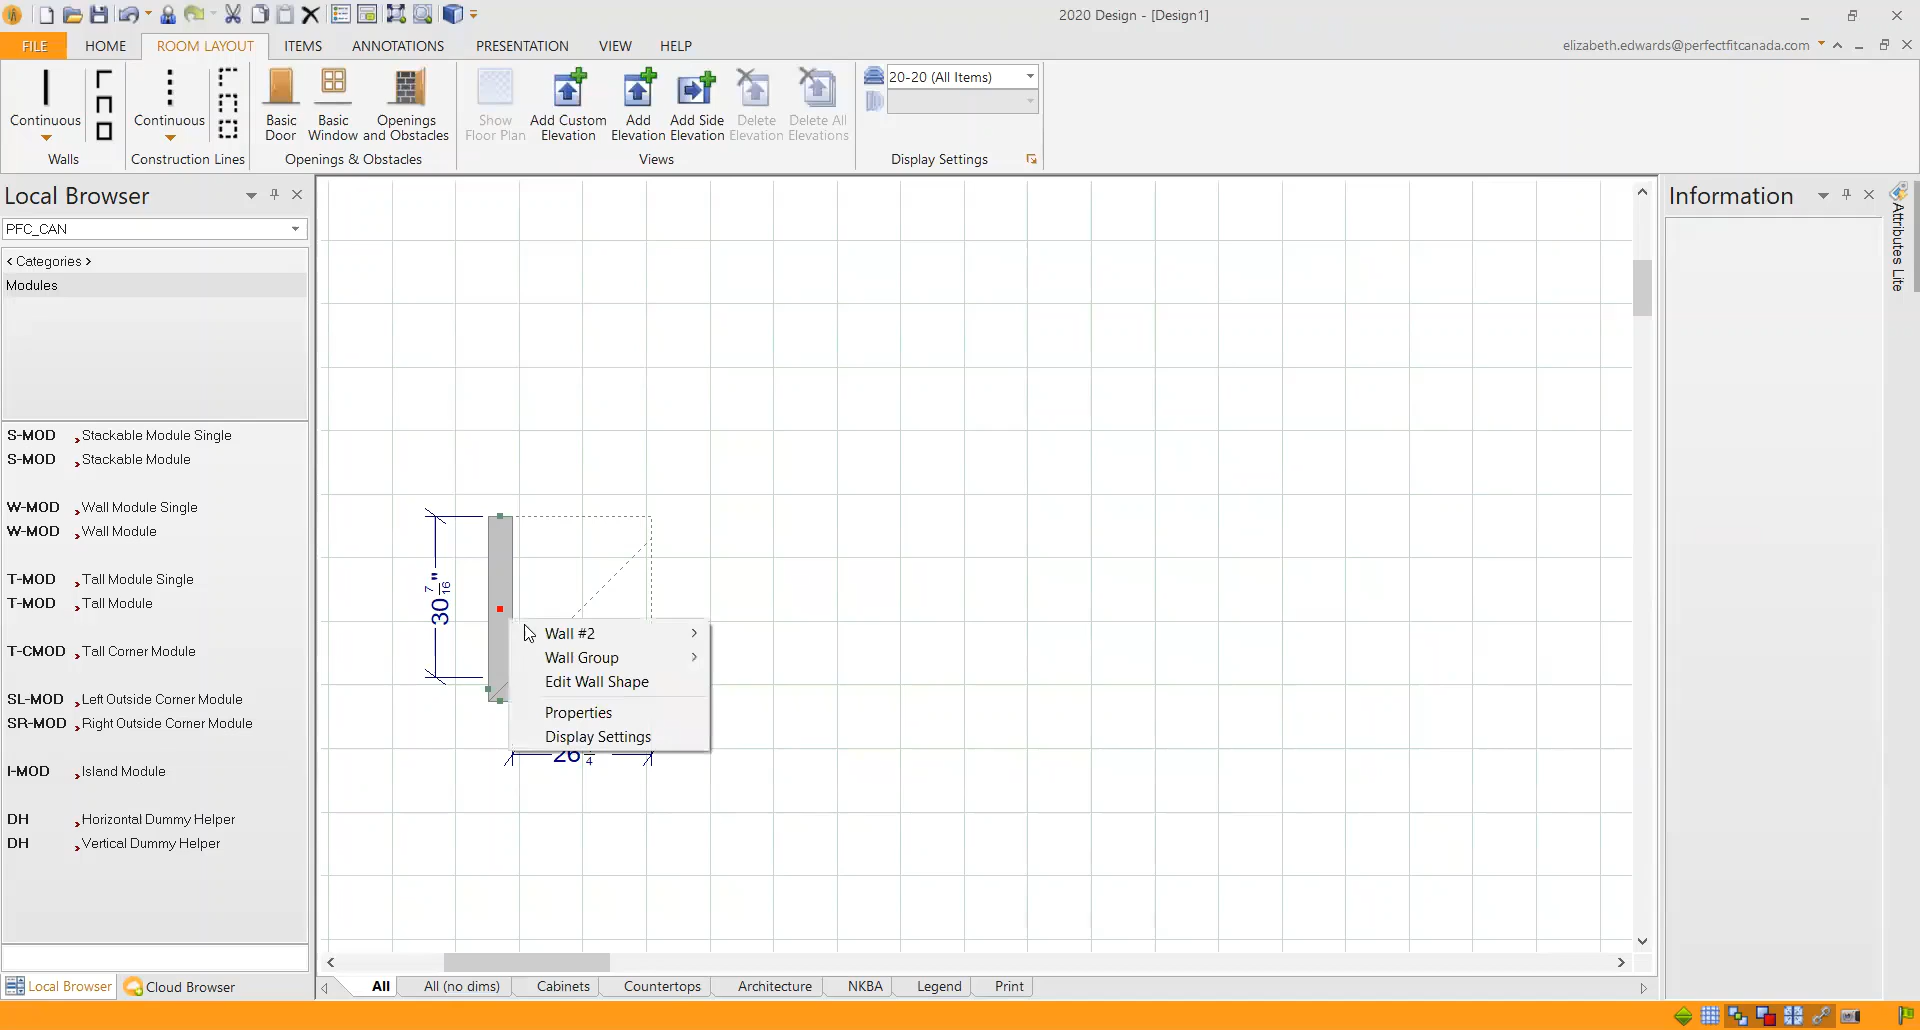 2020 Design - [Design1]
FILE
HOME
ROOM LAYOUT
ITEMS
ANNOTATIONS
PRESENTATION
VIEW
HELP
elizabeth.edwards@perfectfitcanada.com
Continuous
Walls
Continuous
Construction Lines
Basic Door
Basic Window
Openings and Obstacles
Openings & Obstacles
Show Floor Plan
Add Custom Elevation
Add Elevation
Add Side Elevation
Delete Elevation
Delete All Elevations
Views
20-20 (All Items)
Display Settings
Local Browser
PFC_CAN
< Categories >
Modules
S-MOD Stackable Module Single
S-MOD Stackable Module
W-MOD Wall Module Single
W-MOD Wall Module
T-MOD Tall Module Single
T-MOD Tall Module
T-CMOD Tall Corner Module
SL-MOD Left Outside Corner Module
SR-MOD Right Outside Corner Module
I-MOD Island Module
DH Horizontal Dummy Helper
DH Vertical Dummy Helper
Local Browser
Cloud Browser
30 7/16"
Wall #2
Wall Group
Edit Wall Shape
Properties
Display Settings
26 4
All
All (no dims)
Cabinets
Countertops
Architecture
NKBA
Legend
Print
Information
Attributes Lite